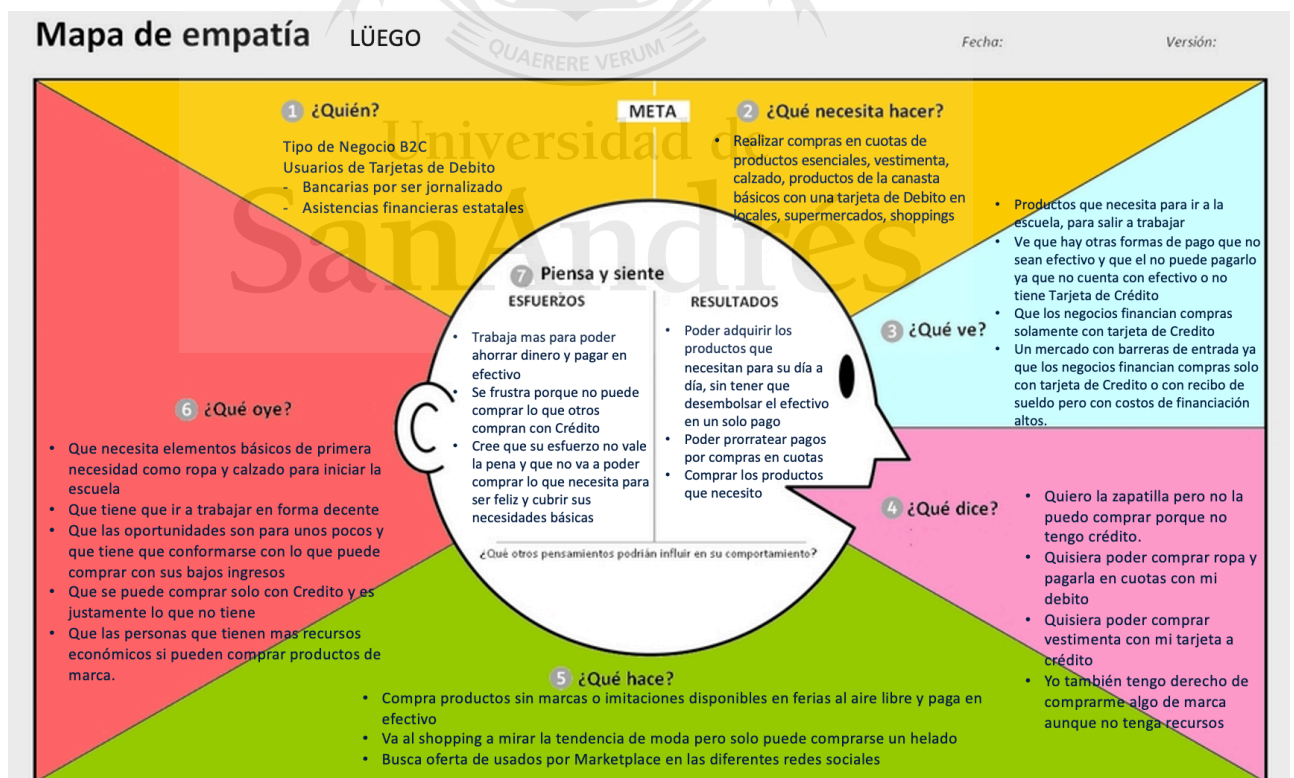 Mapa de empatía LÜEGO
QUAERERE VERUM
Fecha: Versión:
Universidad de
SanAndrés
1 ¿Quién?
Tipo de Negocio B2C
Usuarios de Tarjetas de Debito
- Bancarias por ser jornalizado
- Asistencias financieras estatales
META
2 ¿Qué necesita hacer?
• Realizar compras en cuotas de
productos esenciales, vestimenta,
calzado, productos de la canasta
básicos con una tarjeta de Debito en
locales, supermercados, shoppings
3 ¿Qué ve?
• Productos que necesita para ir a la
escuela, para salir a trabajar
• Ve que hay otras formas de pago que no
sean efectivo y que el no puede pagarlo
ya que no cuenta con efectivo o no
tiene Tarjeta de Crédito
• Que los negocios financian compras
solamente con tarjeta de Credito
• Un mercado con barreras de entrada ya
que los negocios financian compras solo
con tarjeta de Credito o con recibo de
sueldo pero con costos de financiación
altos.
4 ¿Qué dice?
• Quiero la zapatilla pero no la
puedo comprar porque no
tengo crédito.
• Quisiera poder comprar ropa y
pagarla en cuotas con mi
debito
• Quisiera poder comprar
vestimenta con mi tarjeta a
crédito
• Yo también tengo derecho de
comprarme algo de marca
aunque no tenga recursos
5 ¿Qué hace?
• Compra productos sin marcas o imitaciones disponibles en ferias al aire libre y paga en
efectivo
• Va al shopping a mirar la tendencia de moda pero solo puede comprarse un helado
• Busca oferta de usados por Marketplace en las diferentes redes sociales
6 ¿Qué oye?
• Que necesita elementos básicos de primera
necesidad como ropa y calzado para iniciar la
escuela
• Que tiene que ir a trabajar en forma decente
• Que las oportunidades son para unos pocos y
que tiene que conformarse con lo que puede
comprar con sus bajos ingresos
• Que se puede comprar solo con Credito y es
justamente lo que no tiene
• Que las personas que tienen mas recursos
económicos si pueden comprar productos de
marca.
7 Piensa y siente
ESFUERZOS
• Trabaja mas para poder
ahorrar dinero y pagar en
efectivo
• Se frustra porque no puede
comprar lo que otros
compran con Crédito
• Cree que su esfuerzo no vale
la pena y que no va a poder
comprar lo que necesita para
ser feliz y cubrir sus
necesidades básicas
RESULTADOS
• Poder adquirir los
productos que
necesitan para su día a
día, sin tener que
desembolsar el efectivo
en un solo pago
• Poder prorratear pagos
por compras en cuotas
• Comprar los productos
que necesito
¿Qué otros pensamientos podrián influir en su comportamiento?